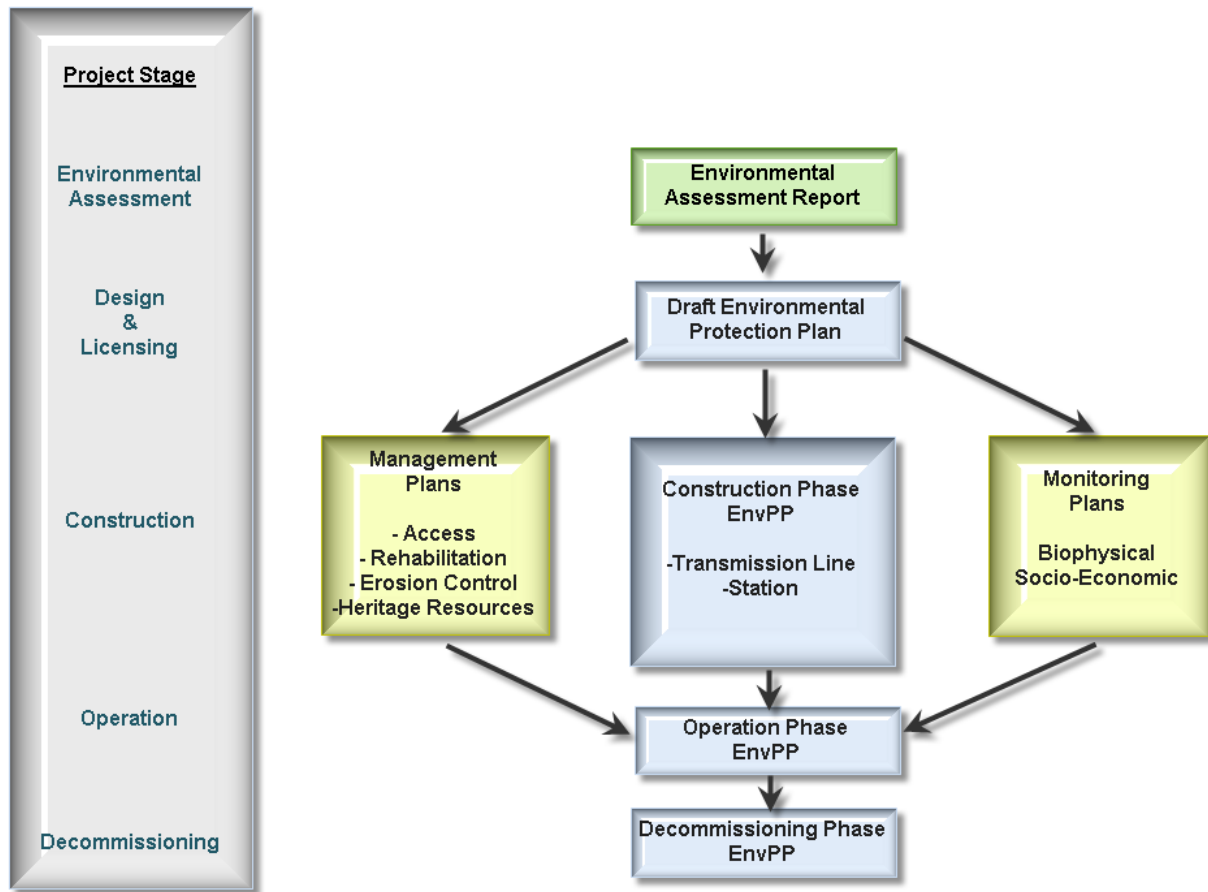 Project Stage
Environmental
Assessment
Design
&
Licensing
Construction
Operation
Decommissioning
Environmental
Assessment Report
Draft Environmental
Protection Plan
Management
Plans
- Access
- Rehabilitation
- Erosion Control
-Heritage Resources
Construction Phase
EnvPP
-Transmission Line
-Station
Monitoring
Plans
Biophysical
Socio-Economic
Operation Phase
EnvPP
Decommissioning Phase
EnvPP